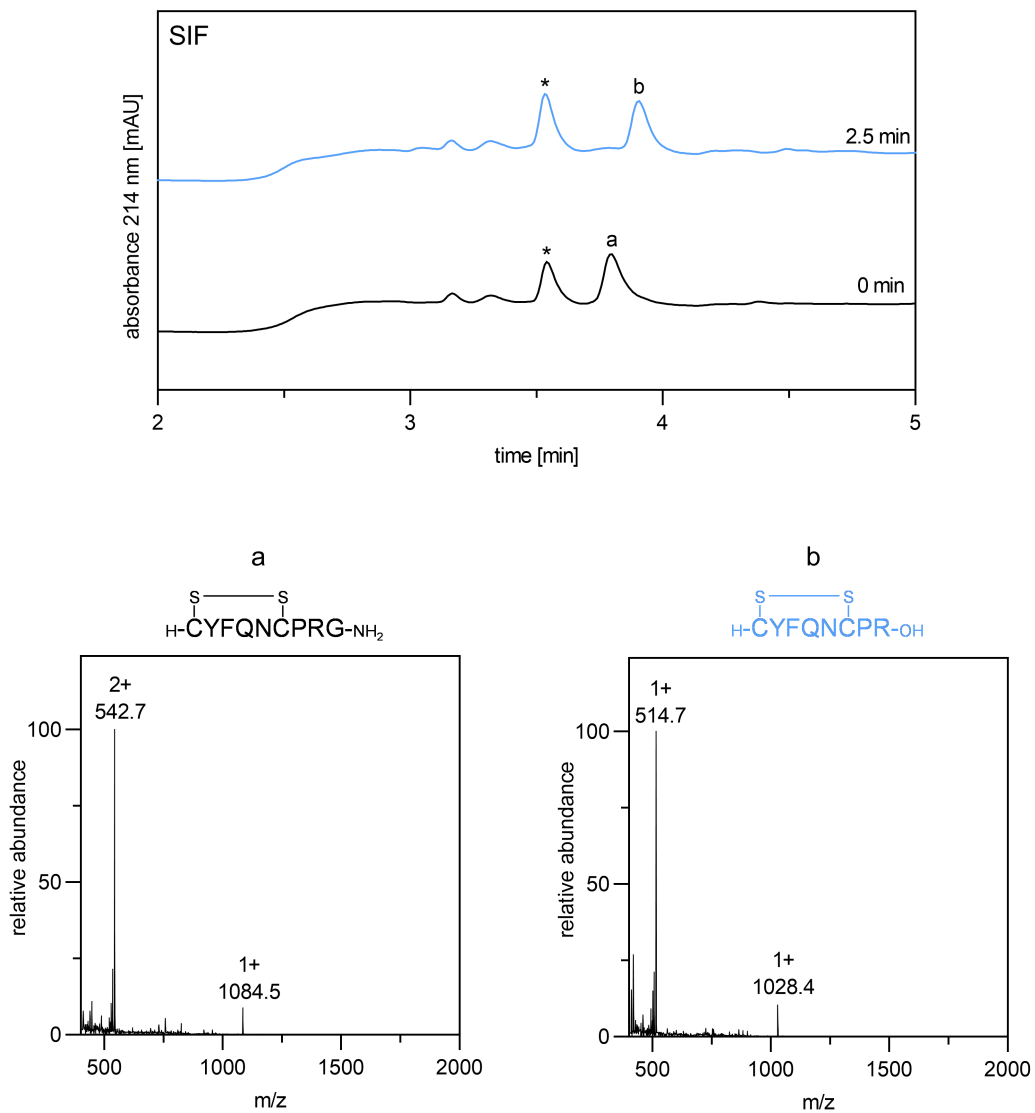 SIF
*
b
2.5 min
*
a
0 min
absorbance 214 nm [mAU]
2
3
4
5
time [min]
a
S S
H-CYFQNCPRG-NH2
2+
542.7
1+
1084.5
100
50
0
relative abundance
500
1000
1500
2000
m/z
b
S S
H-CYFQNCPR-OH
1+
514.7
1+
1028.4
100
50
0
relative abundance
500
1000
1500
2000
m/z